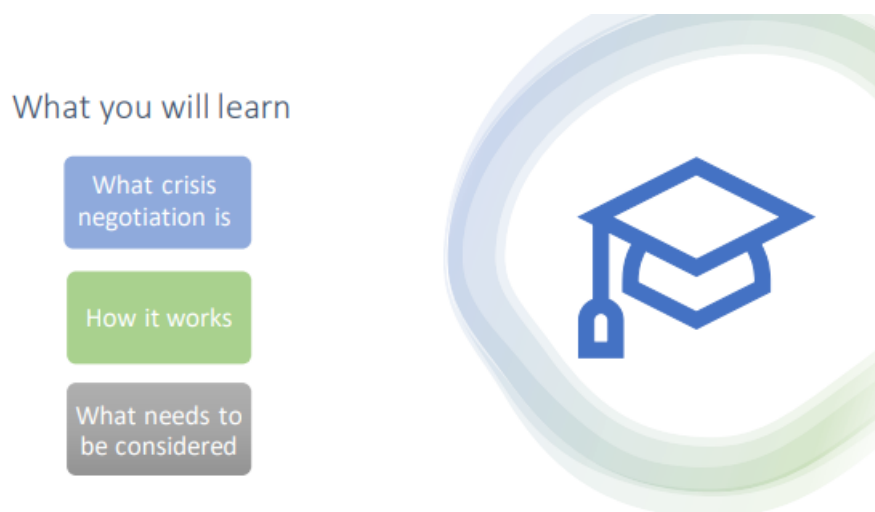 What you will learn
What crisis
negotiation is
How it works
What needs to
be considered